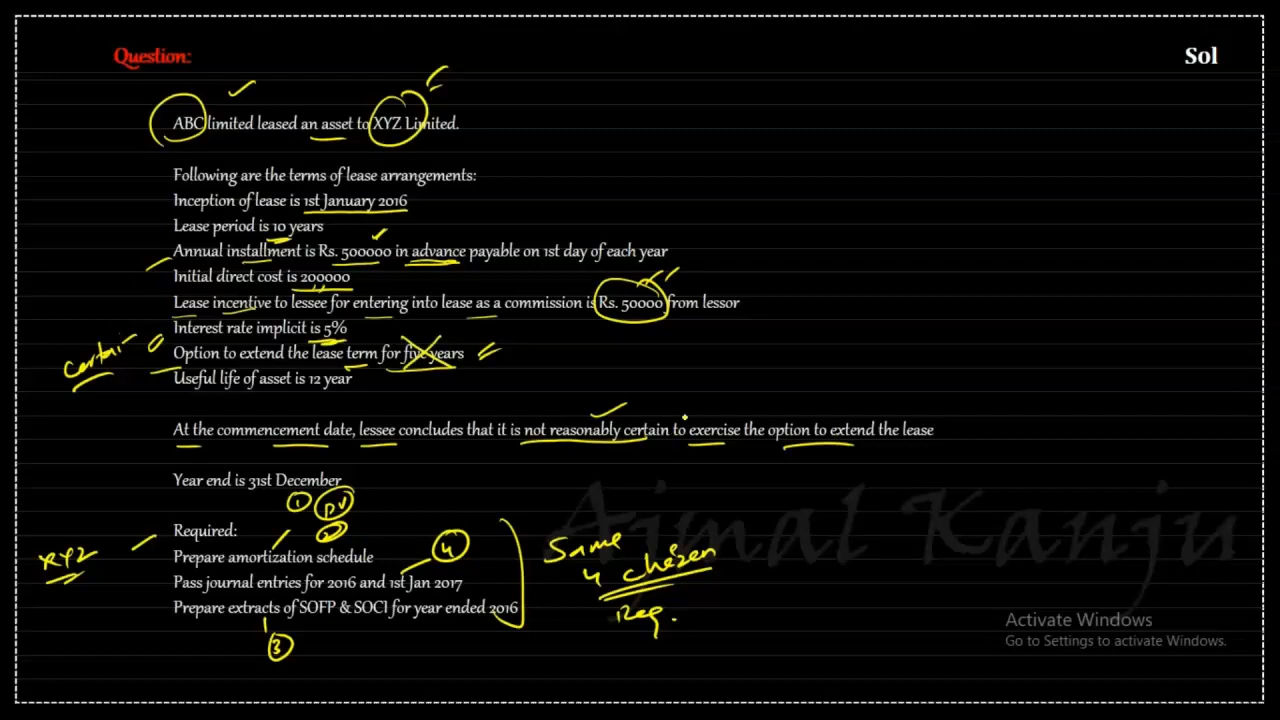 Question:
Sol
ABC limited leased an asset to XYZ Limited.
Following are the terms of lease arrangements:
Inception of lease is 1st January 2016
Lease period is 10 years
Annual installment is Rs. 500000 in advance payable on 1st day of each year
Initial direct cost is 200000
Lease incentive to lessee for entering into lease as a commission is Rs. 50000 from lessor
Interest rate implicit is 5%
certain
Option to extend the lease term for five years
Useful life of asset is 12 year
At the commencement date, lessee concludes that it is not reasonably certain to exercise the option to extend the lease
Year end is 31st December
1 PV
2
Required:
XYZ
Prepare amortization schedule
4
Pass journal entries for 2016 and 1st Jan 2017
Prepare extracts of SOFP & SOCI for year ended 2016
3
Same
4
Req.
Ajmal Kanju
Activate Windows
Go to Settings to activate Windows.